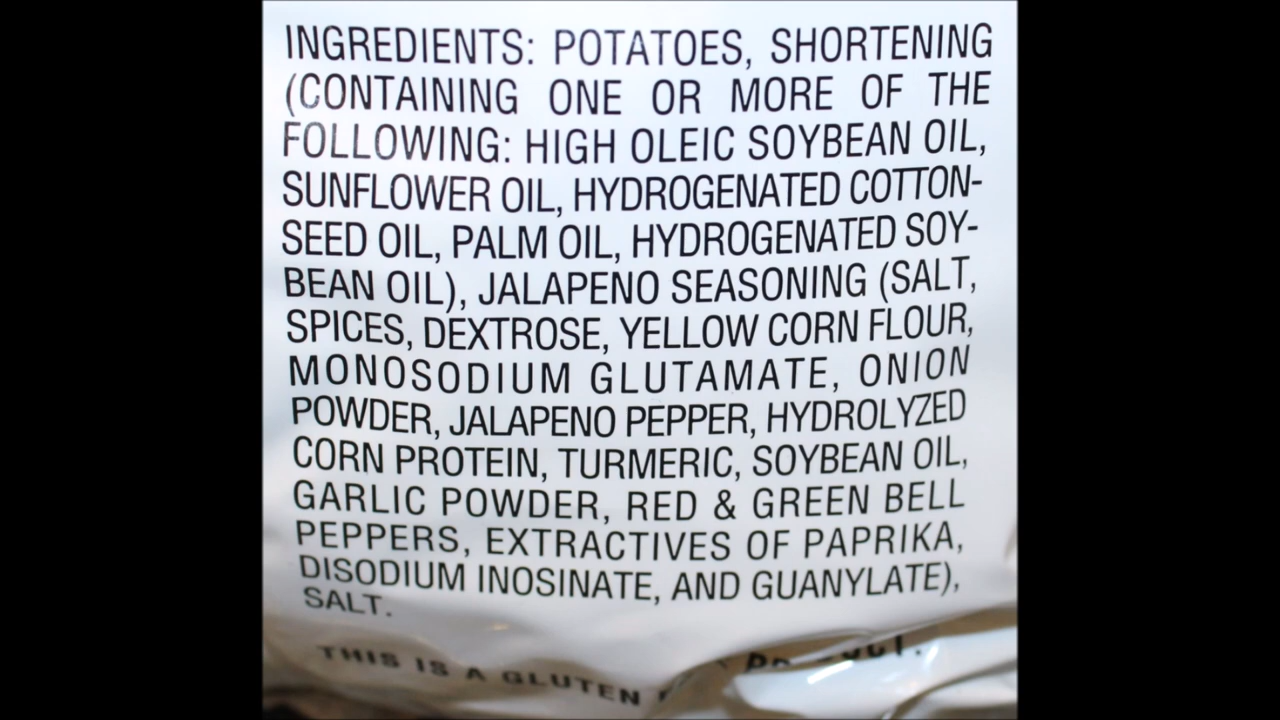 INGREDIENTS: POTATOES, SHORTENING
(CONTAINING ONE OR MORE OF THE
FOLLOWING: HIGH OLEIC SOYBEAN OIL,
SUNFLOWER OIL, HYDROGENATED COTTON-
SEED OIL, PALM OIL, HYDROGENATED SOY-
BEAN OIL), JALAPENO SEASONING (SALT,
SPICES, DEXTROSE, YELLOW CORN FLOUR,
MONOSODIUM GLUTAMATE, ONION
POWDER, JALAPENO PEPPER, HYDROLYZED
CORN PROTEIN, TURMERIC, SOYBEAN OIL,
GARLIC POWDER, RED & GREEN BELL
PEPPERS, EXTRACTIVES OF PAPRIKA,
DISODIUM INOSINATE, AND GUANYLATE),
SALT.
THIS IS A GLUTEN